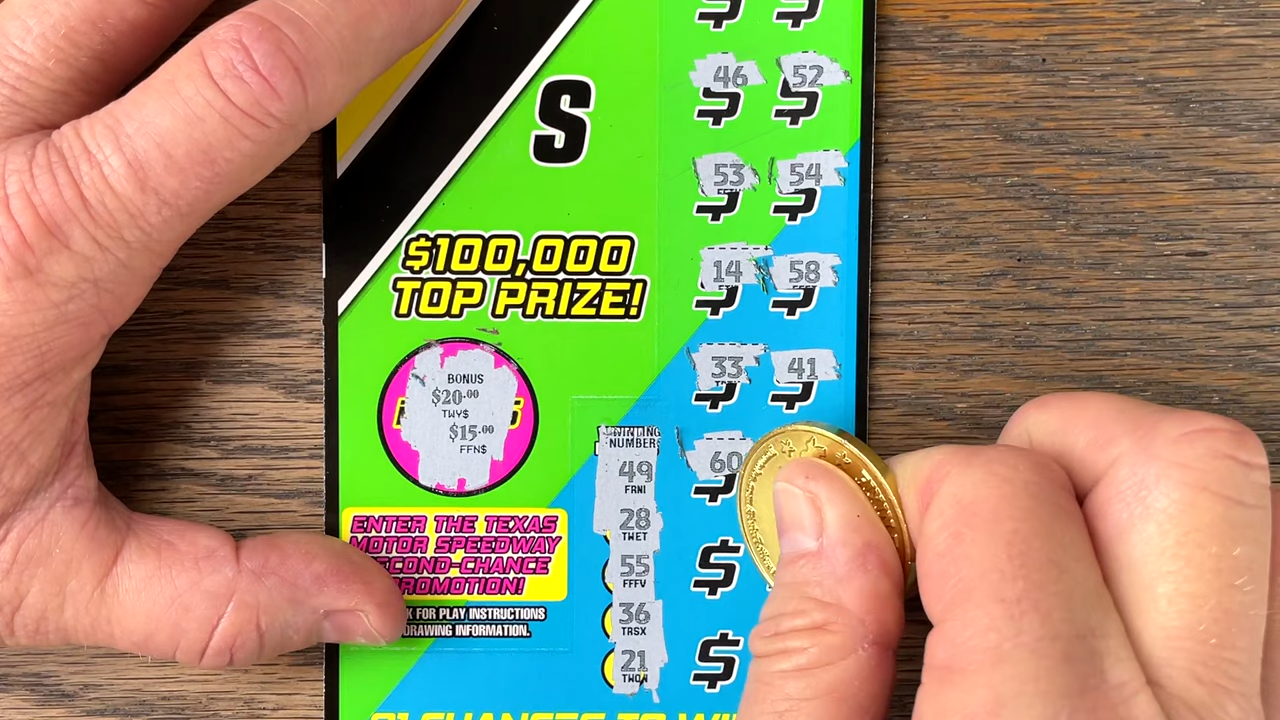 $ $
46 52
$ $
S
53 54
$ $
$100,000
TOP PRIZE!
14 58
$ $
33 41
$ $
BONUS
$20.00
TWY$
$15.00
FFN$
NUMBERS
49
FRNI
28
TWET
55
FFFV
36
TRSX
21
TWON
60
$
$
$
ENTER THE TEXAS
MOTOR SPEEDWAY
SECOND-CHANCE
PROMOTION!
FOR PLAY INSTRUCTIONS
DRAWING INFORMATION.
CHANCES TO